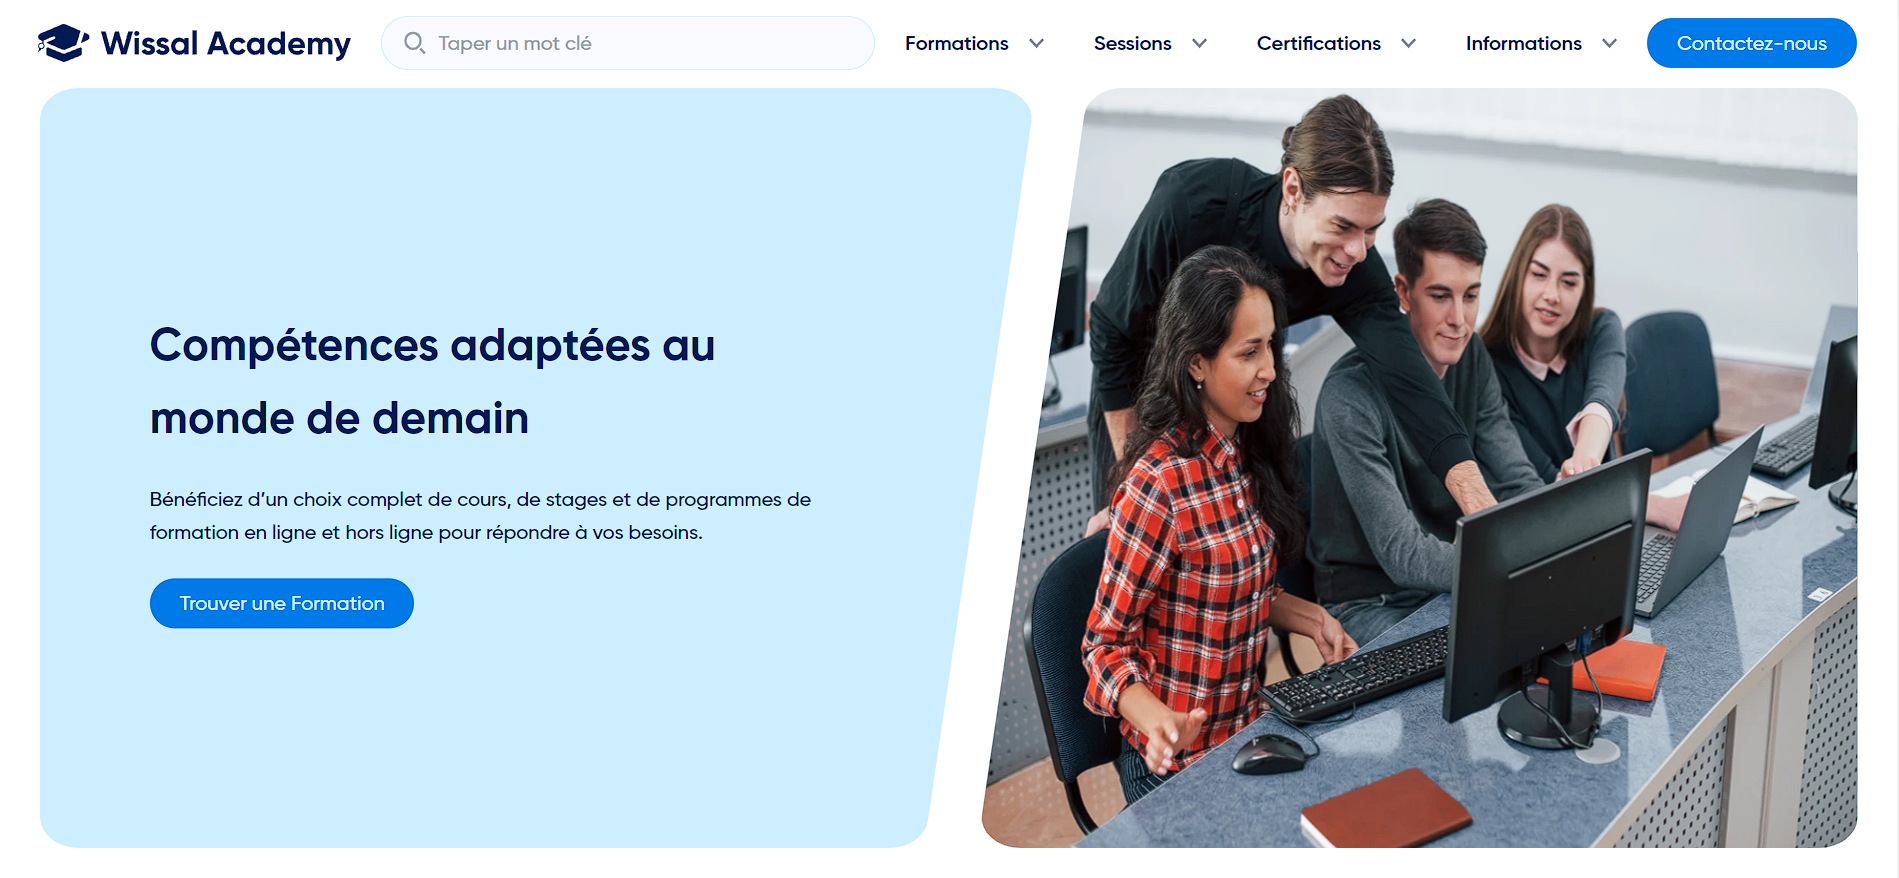 Wissal Academy
Taper un mot clé
Formations
Sessions
Certifications
Informations
Contactez-nous
Compétences adaptées au
monde de demain
Bénéficiez d’un choix complet de cours, de stages et de programmes de
formation en ligne et hors ligne pour répondre à vos besoins.
Trouver une Formation